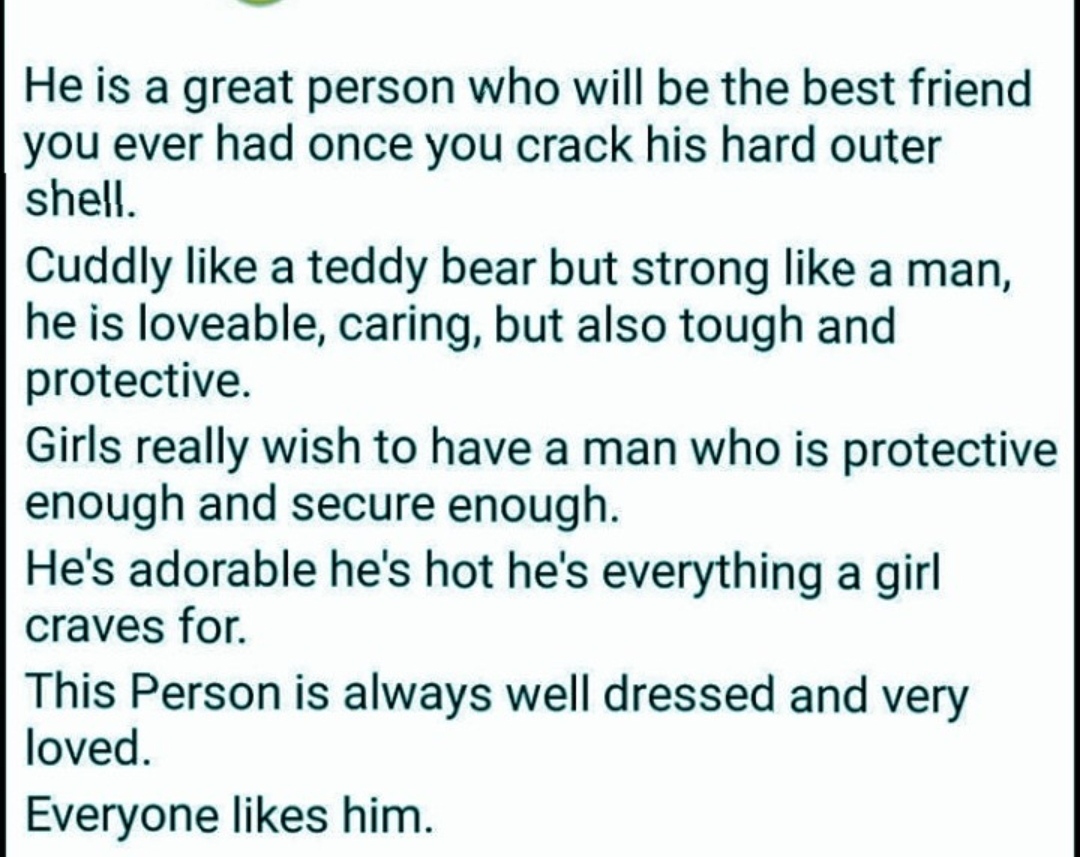 He is a great person who will be the best friend
you ever had once you crack his hard outer
shell.
Cuddly like a teddy bear but strong like a man,
he is loveable, caring, but also tough and
protective.
Girls really wish to have a man who is protective
enough and secure enough.
He's adorable he's hot he's everything a girl
craves for.
This Person is always well dressed and very
loved.
Everyone likes him.